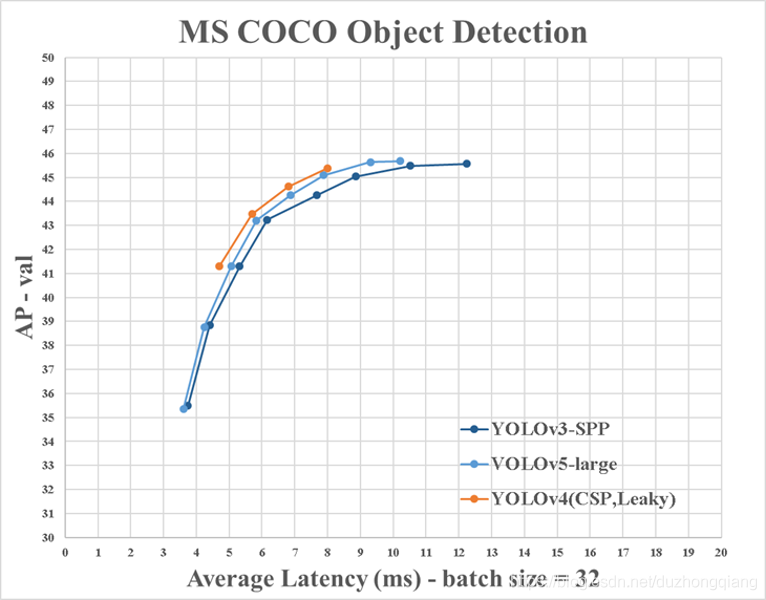 MS COCO Object Detection
50
49
48
47
46
45
44
43
42
41
40
39
38
37
36
35
34
33
32
31
30
AP - val
YOLOv3-SPP
VOLOv5-large
YOLOv4(CSP,Leaky)
0 1 2 3 4 5 6 7 8 9 10 11 12 13 14 15 16 17 18 19 20
Average Latency (ms) - batch size = 32
https://blog.csdn.net/duzhongqiang